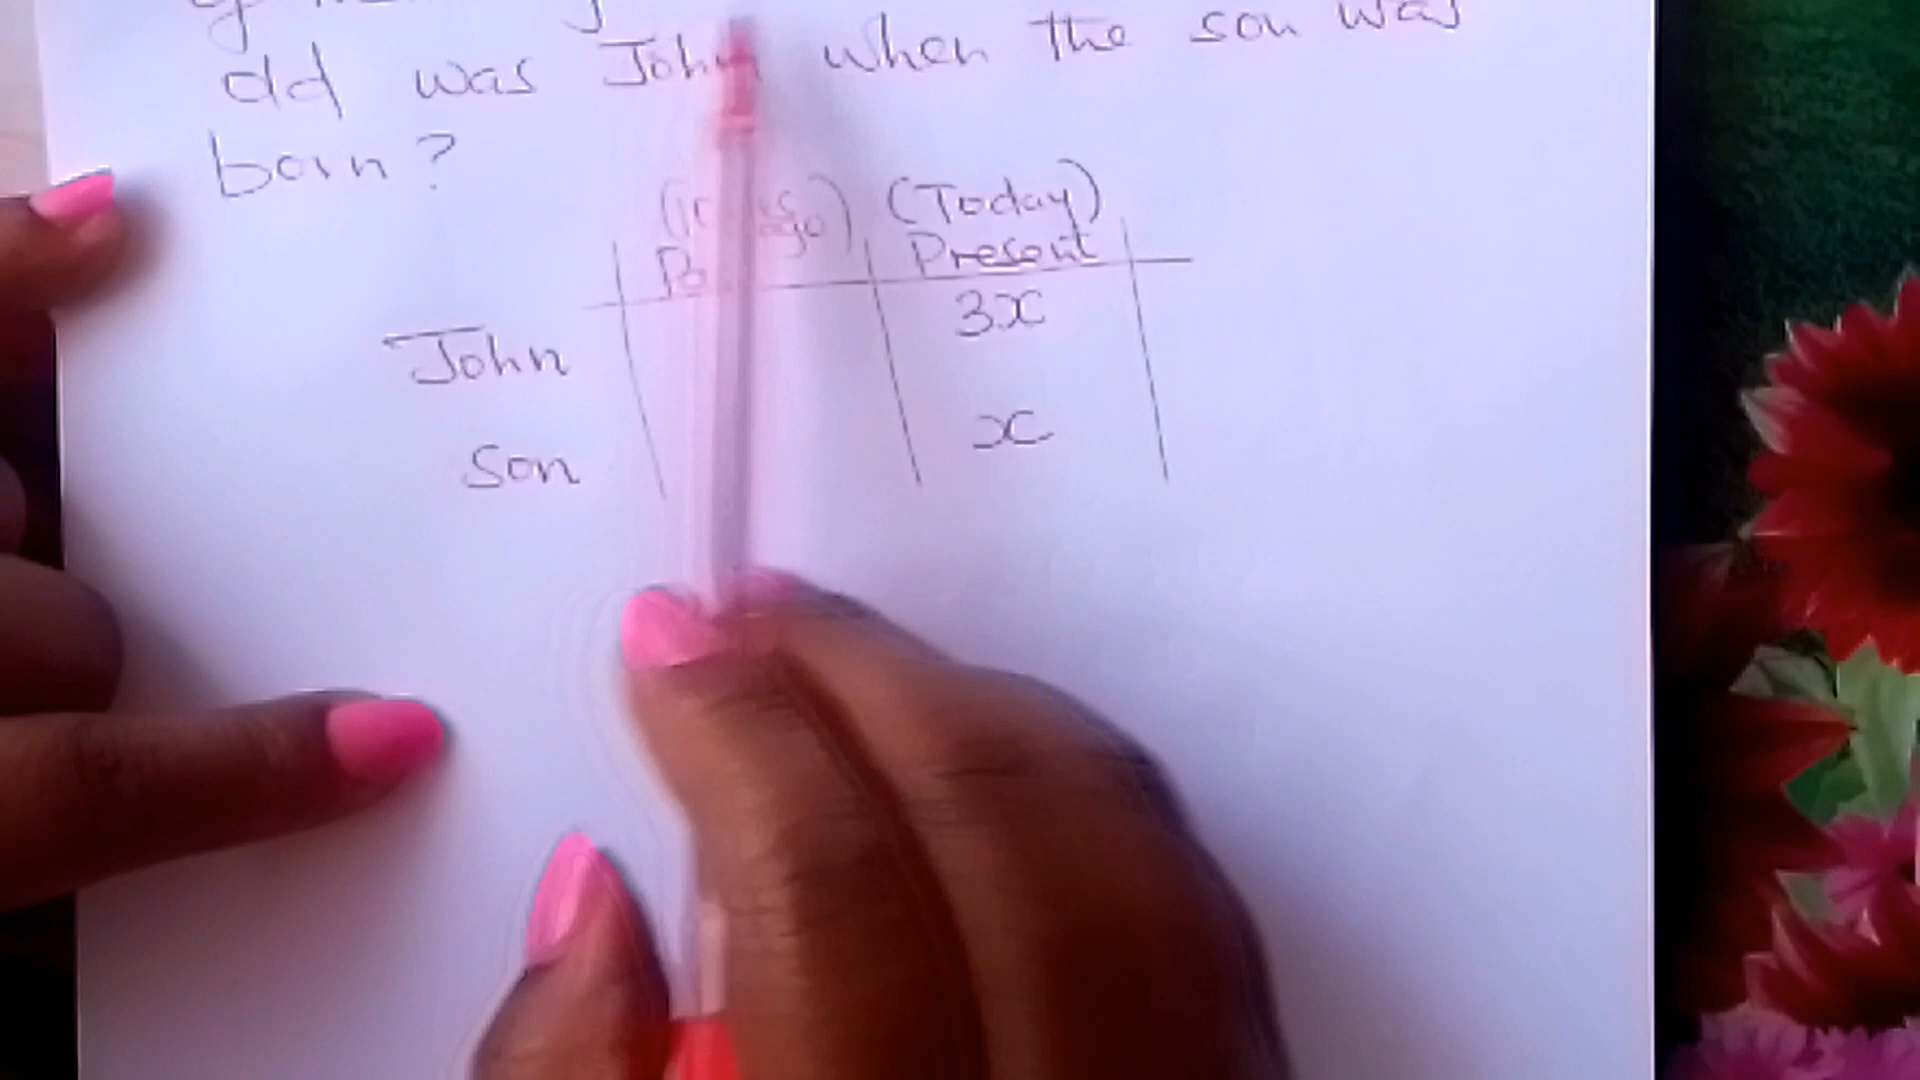 old was John when the son was
born?
(Today)
Present
John 3x
son x